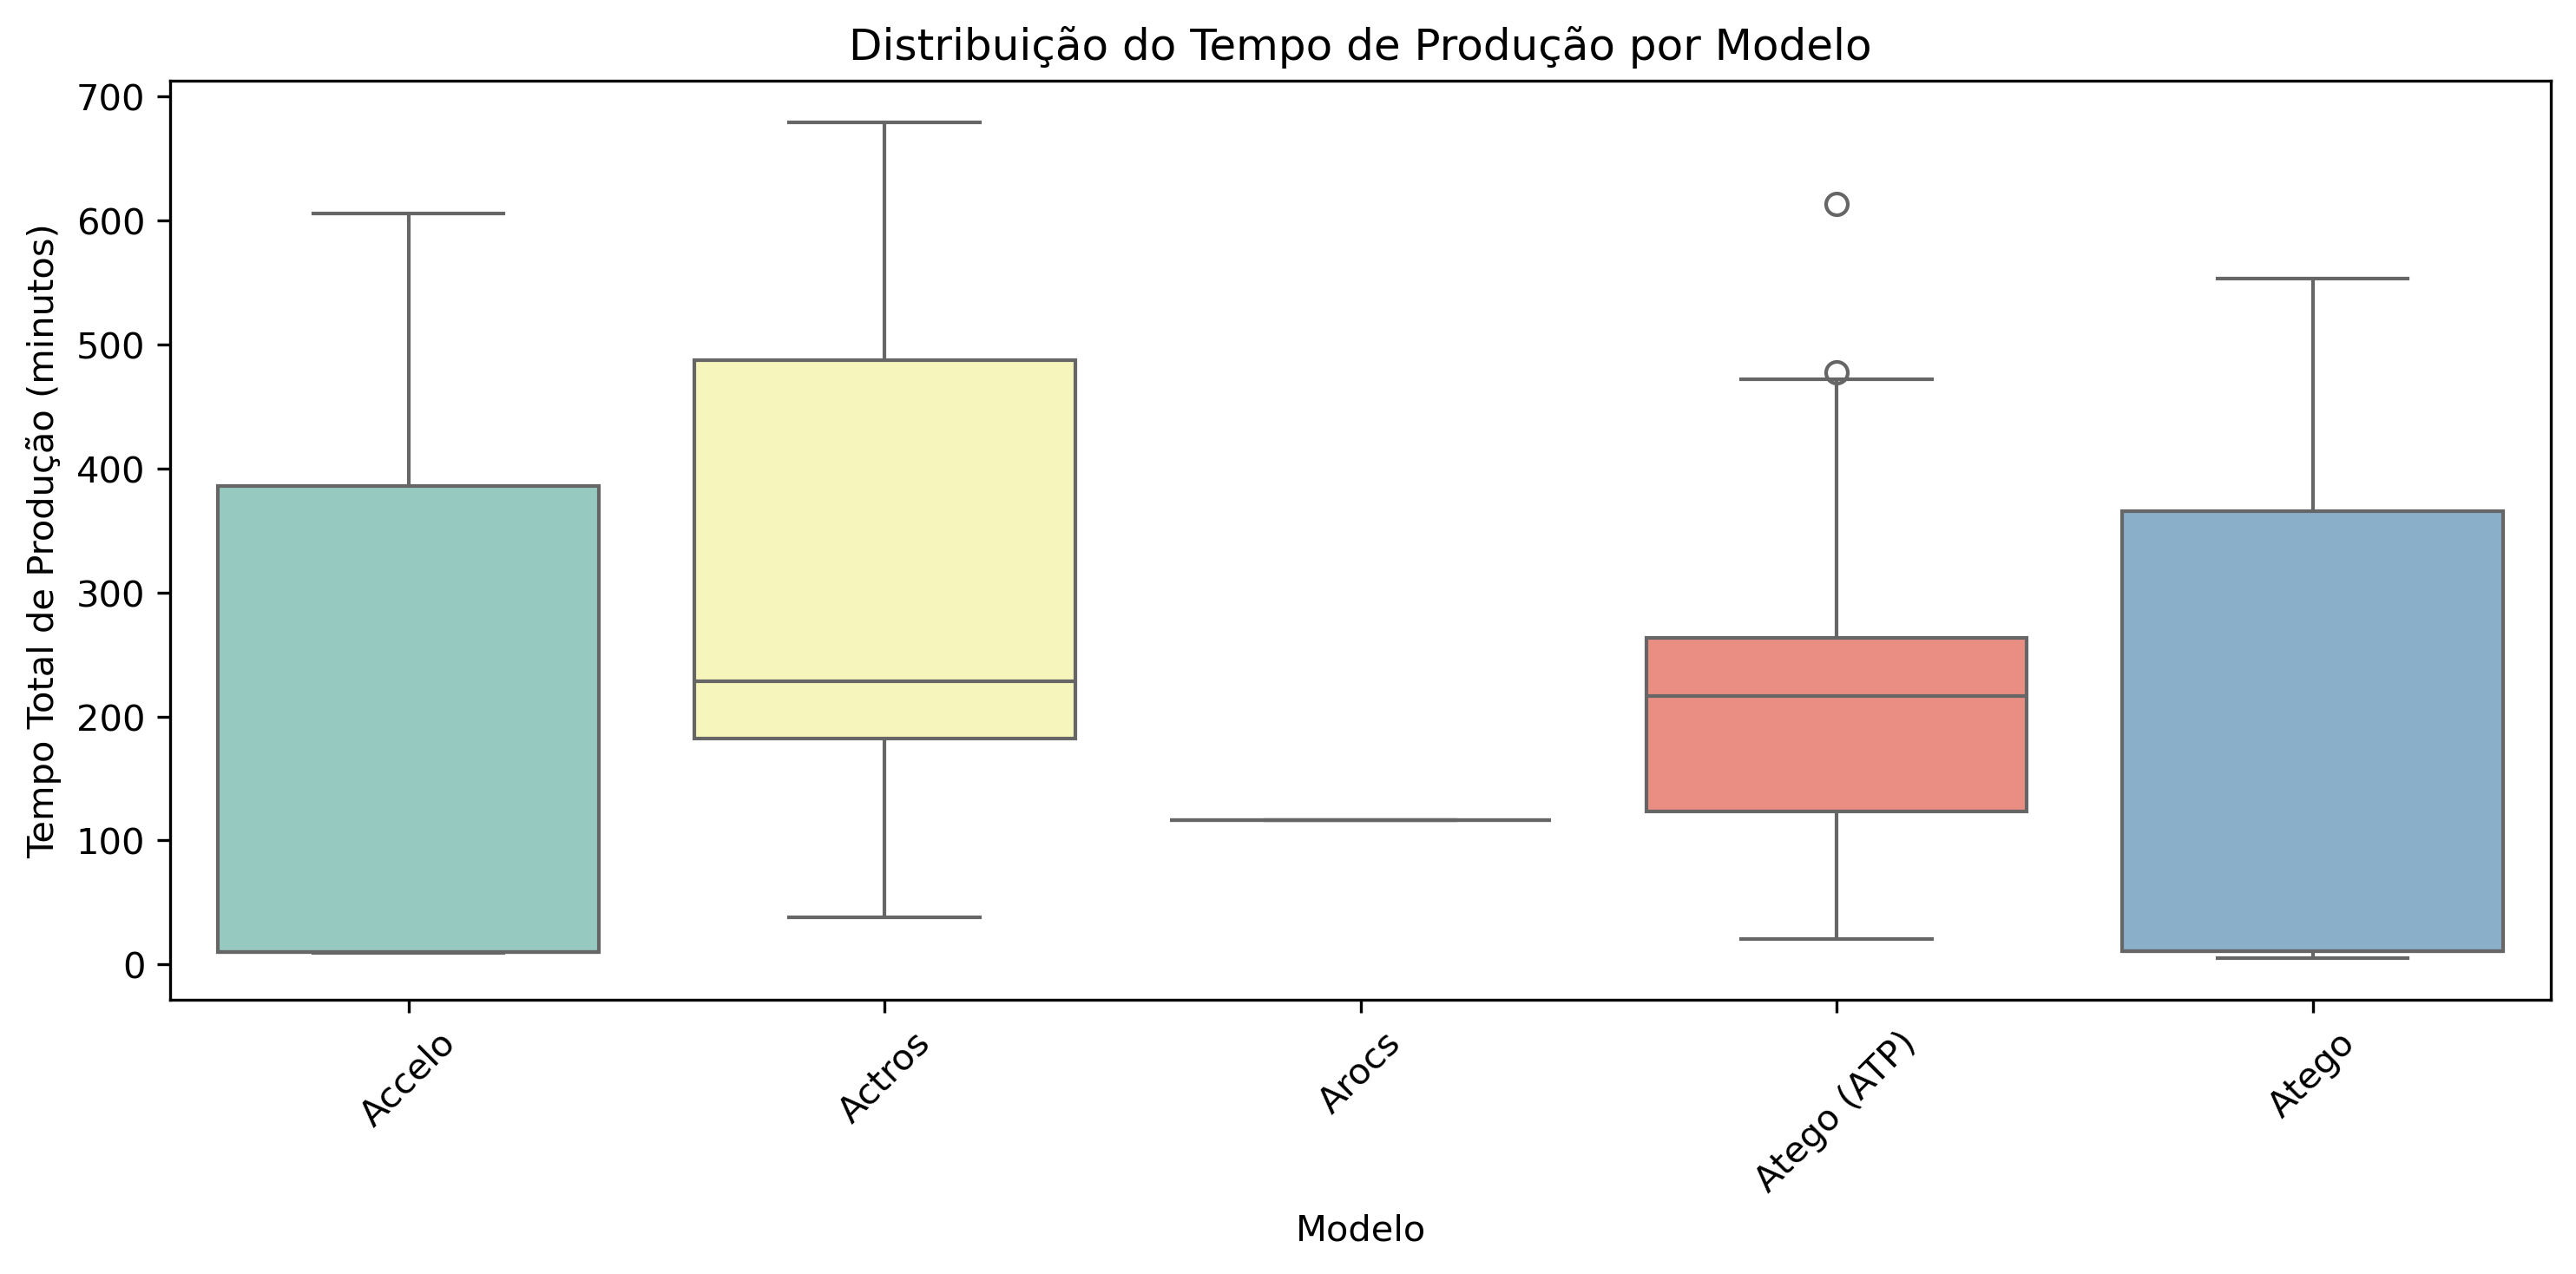 Distribuição do Tempo de Produção por Modelo
Tempo Total de Produção (minutos)
700
600
500
400
300
200
100
0
Accelo
Actros
Arocs
Atego (ATP)
Atego
Modelo